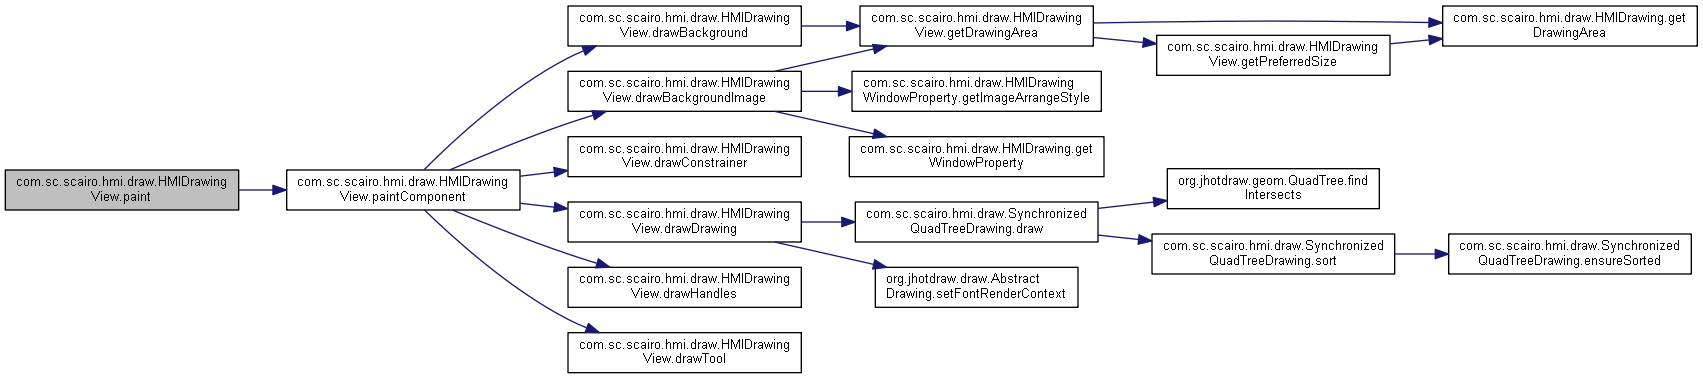 com.sc.scairo.hmi.draw.HMIDrawing
View.paint
com.sc.scairo.hmi.draw.HMIDrawing
View.paintComponent
com.sc.scairo.hmi.draw.HMIDrawing
View.drawBackground
com.sc.scairo.hmi.draw.HMIDrawing
View.drawBackgroundImage
com.sc.scairo.hmi.draw.HMIDrawing
View.drawConstrainer
com.sc.scairo.hmi.draw.HMIDrawing
View.drawDrawing
com.sc.scairo.hmi.draw.HMIDrawing
View.drawHandles
com.sc.scairo.hmi.draw.HMIDrawing
View.drawTool
com.sc.scairo.hmi.draw.HMIDrawing
View.getDrawingArea
com.sc.scairo.hmi.draw.HMIDrawing
WindowProperty.getImageArrangeStyle
com.sc.scairo.hmi.draw.HMIDrawing.get
WindowProperty
com.sc.scairo.hmi.draw.Synchronized
QuadTreeDrawing.draw
org.jhotdraw.draw.Abstract
Drawing.setFontRenderContext
com.sc.scairo.hmi.draw.HMIDrawing
View.getPreferredSize
org.jhotdraw.geom.QuadTree.find
Intersects
com.sc.scairo.hmi.draw.Synchronized
QuadTreeDrawing.sort
com.sc.scairo.hmi.draw.HMIDrawing.get
DrawingArea
com.sc.scairo.hmi.draw.Synchronized
QuadTreeDrawing.ensureSorted